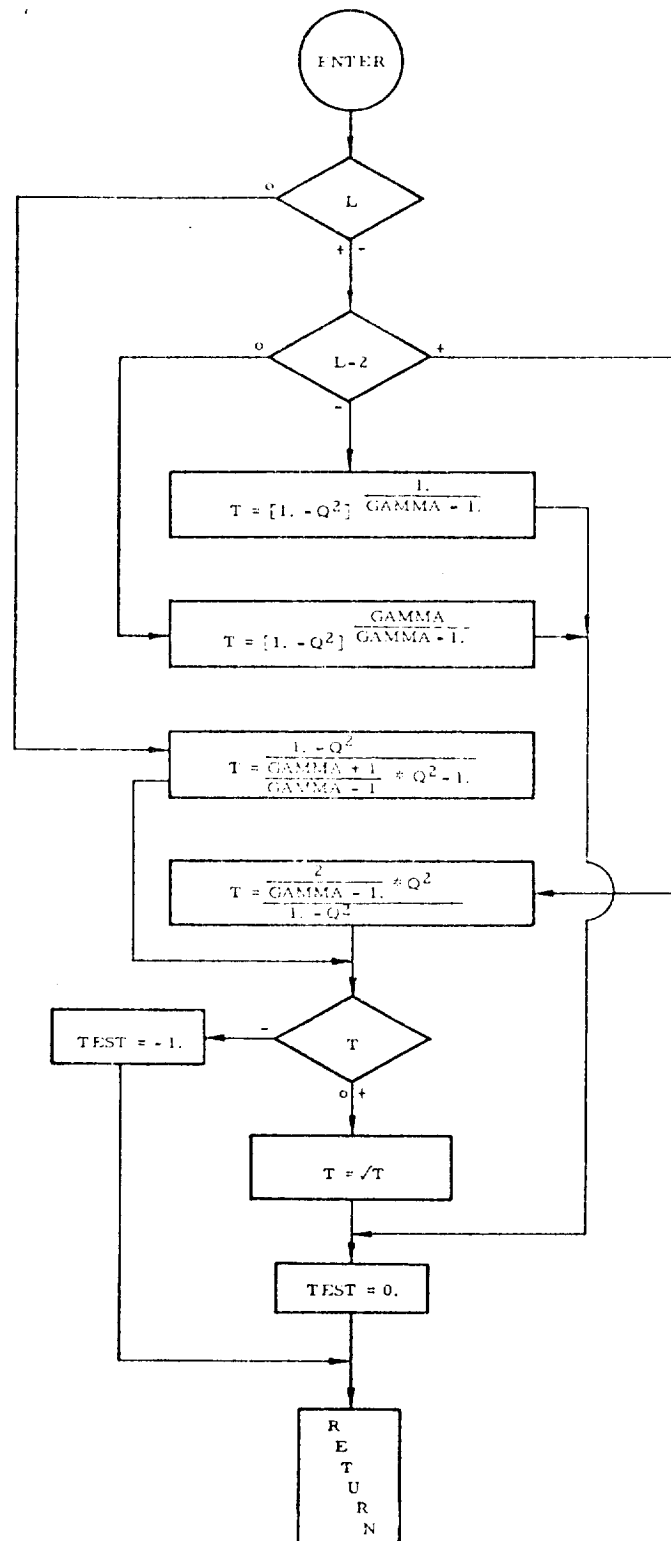 ENTER
o
L
+ -
o
+
L-2
-
1.
T = [1. - Q²] GAMMA - 1.
GAMMA
T = [1. - Q²] GAMMA - 1.
1. - Q²
T = GAMMA + 1 * Q² - 1.
GAMMA - 1
2
T = GAMMA - 1. * Q²
1. - Q²
-
TEST = - 1.
T
o +
T = √T
TEST = 0.
R
E
T
U
R
N